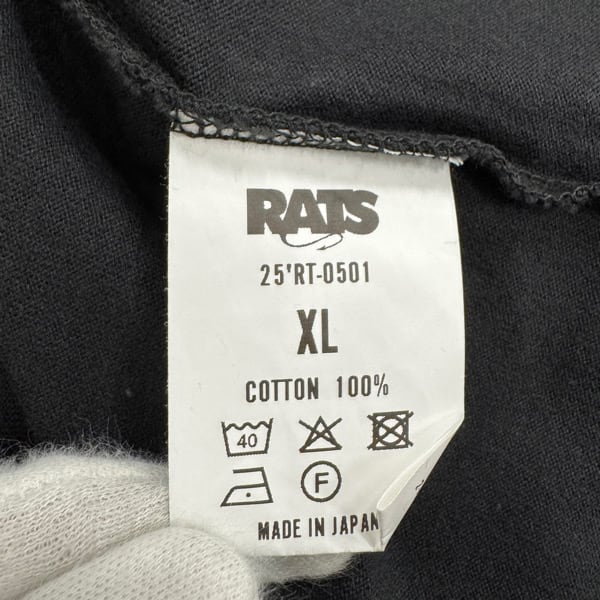 RATS
25'RT-0501
XL
COTTON 100%
40
F
MADE IN JAPAN